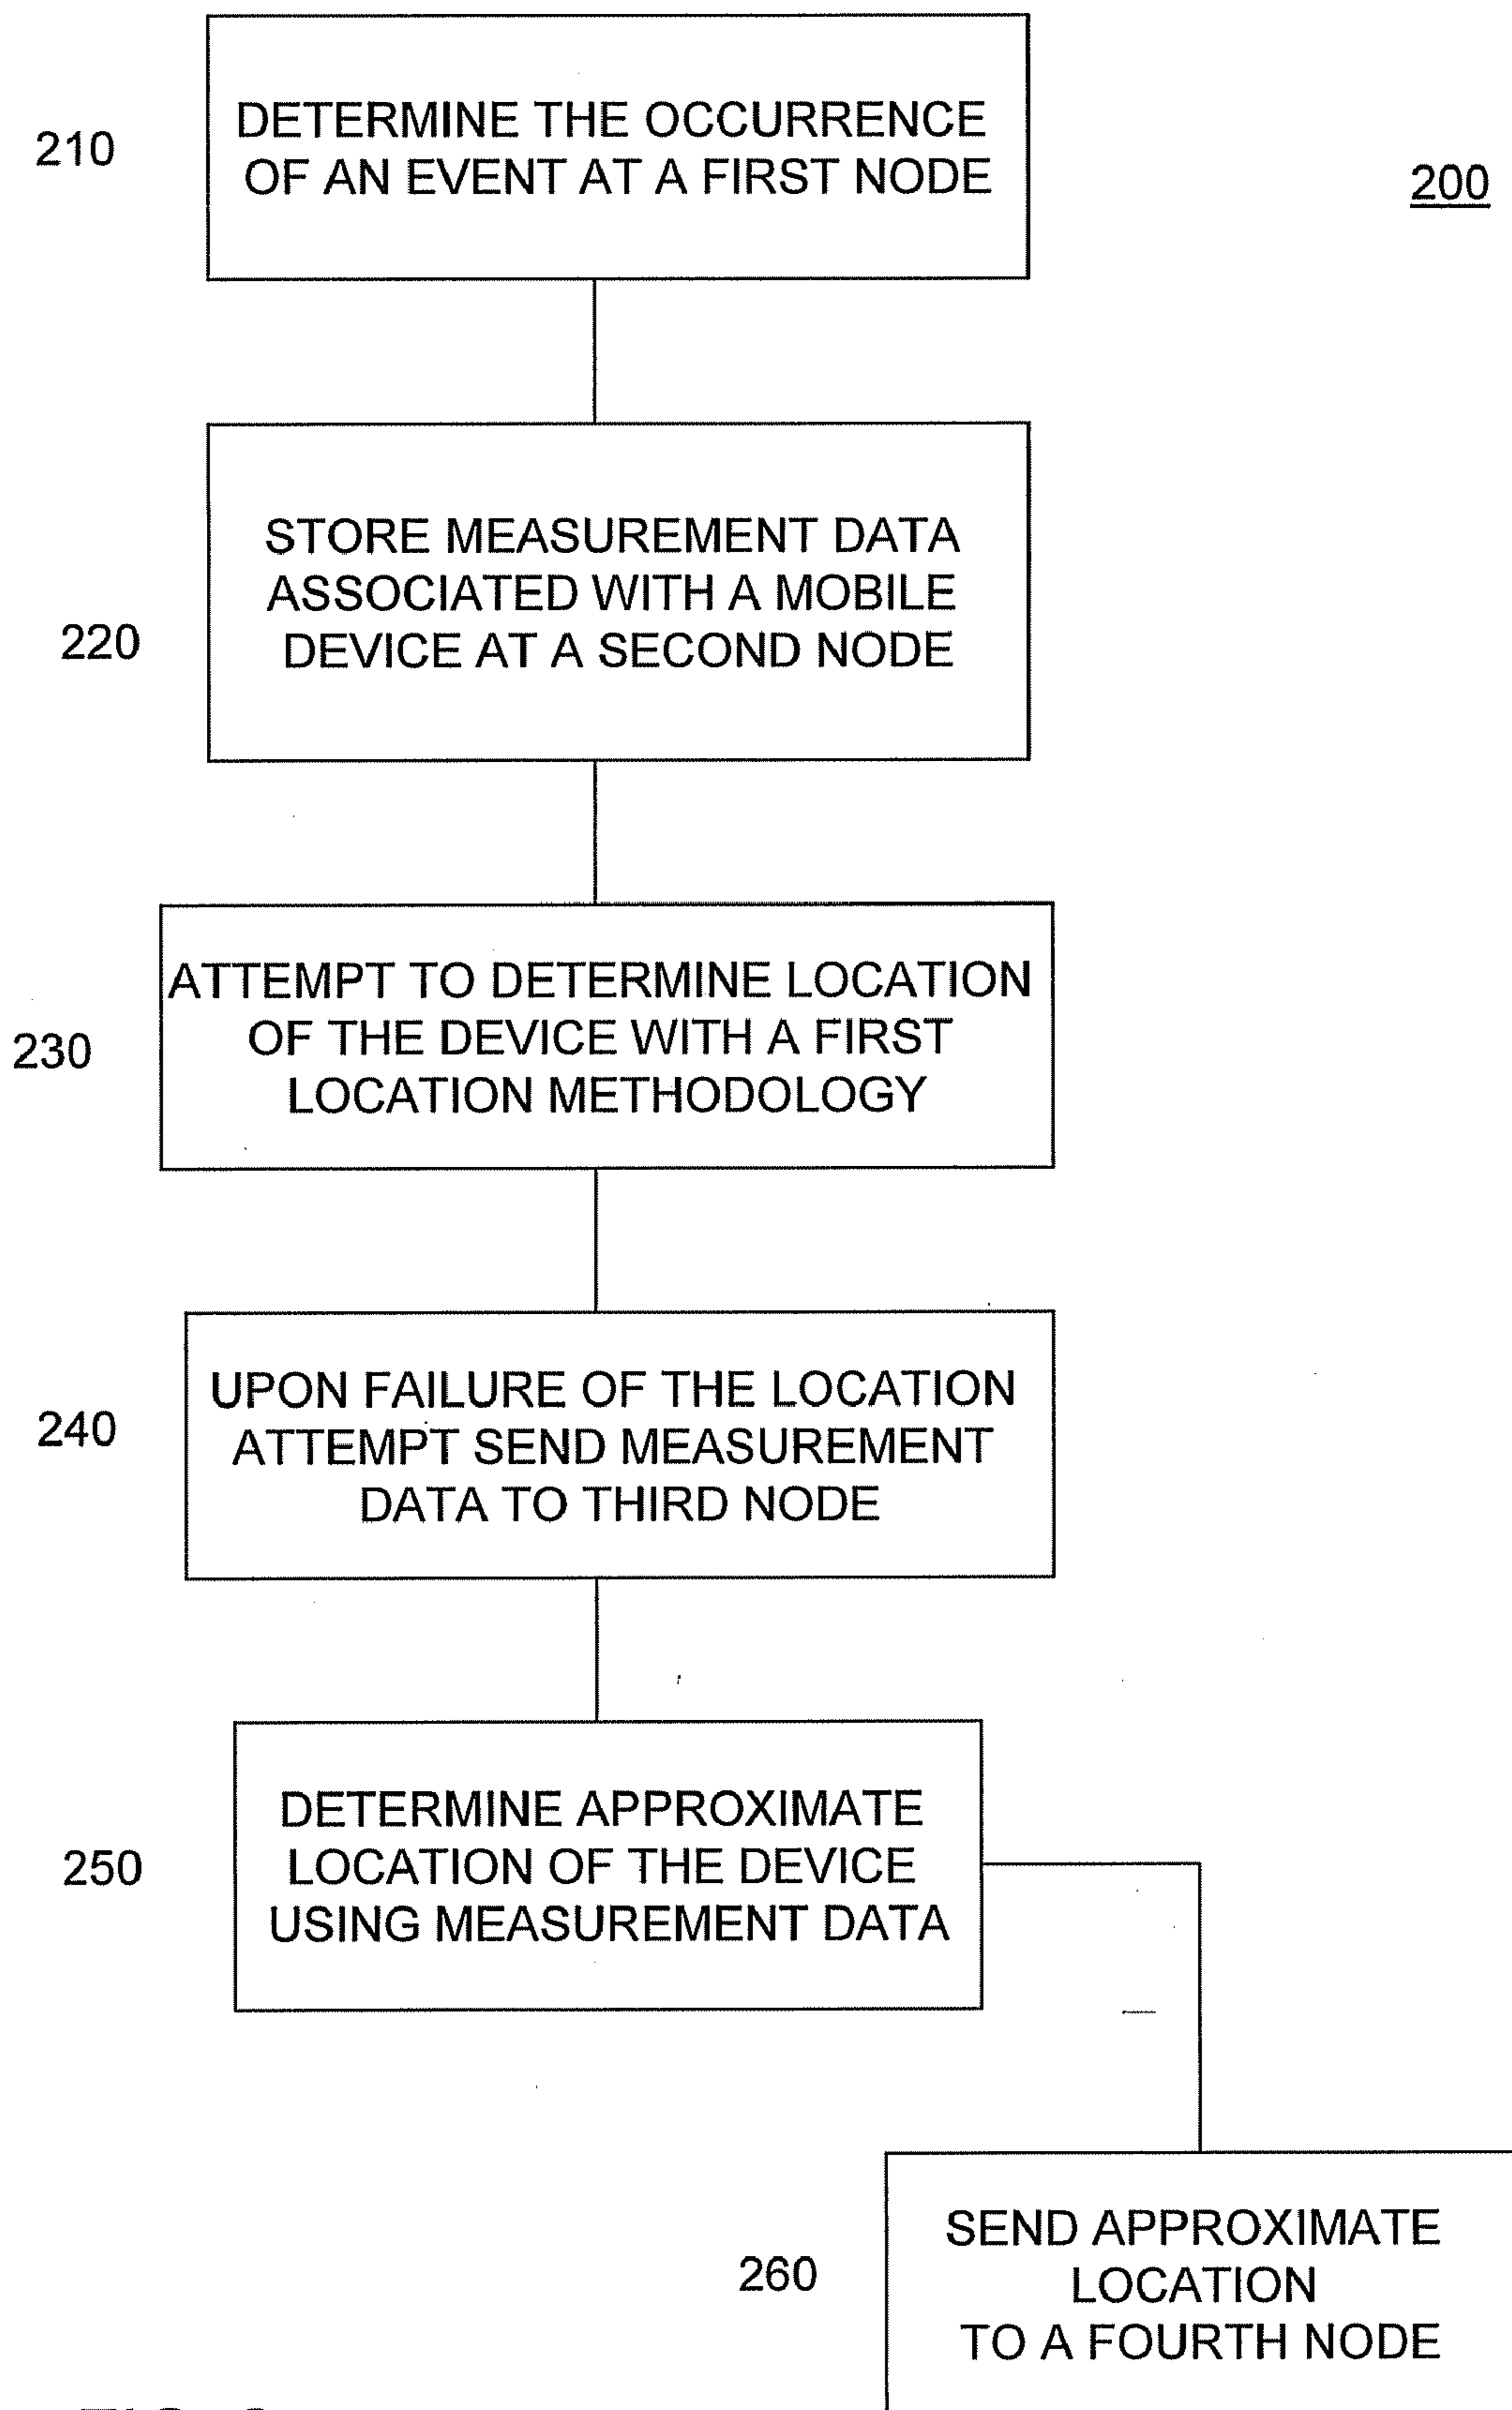 210
DETERMINE THE OCCURRENCE
OF AN EVENT AT A FIRST NODE
200
220
STORE MEASUREMENT DATA
ASSOCIATED WITH A MOBILE
DEVICE AT A SECOND NODE
230
ATTEMPT TO DETERMINE LOCATION
OF THE DEVICE WITH A FIRST
LOCATION METHODOLOGY
240
UPON FAILURE OF THE LOCATION
ATTEMPT SEND MEASUREMENT
DATA TO THIRD NODE
250
DETERMINE APPROXIMATE
LOCATION OF THE DEVICE
USING MEASUREMENT DATA
260
SEND APPROXIMATE
LOCATION
TO A FOURTH NODE